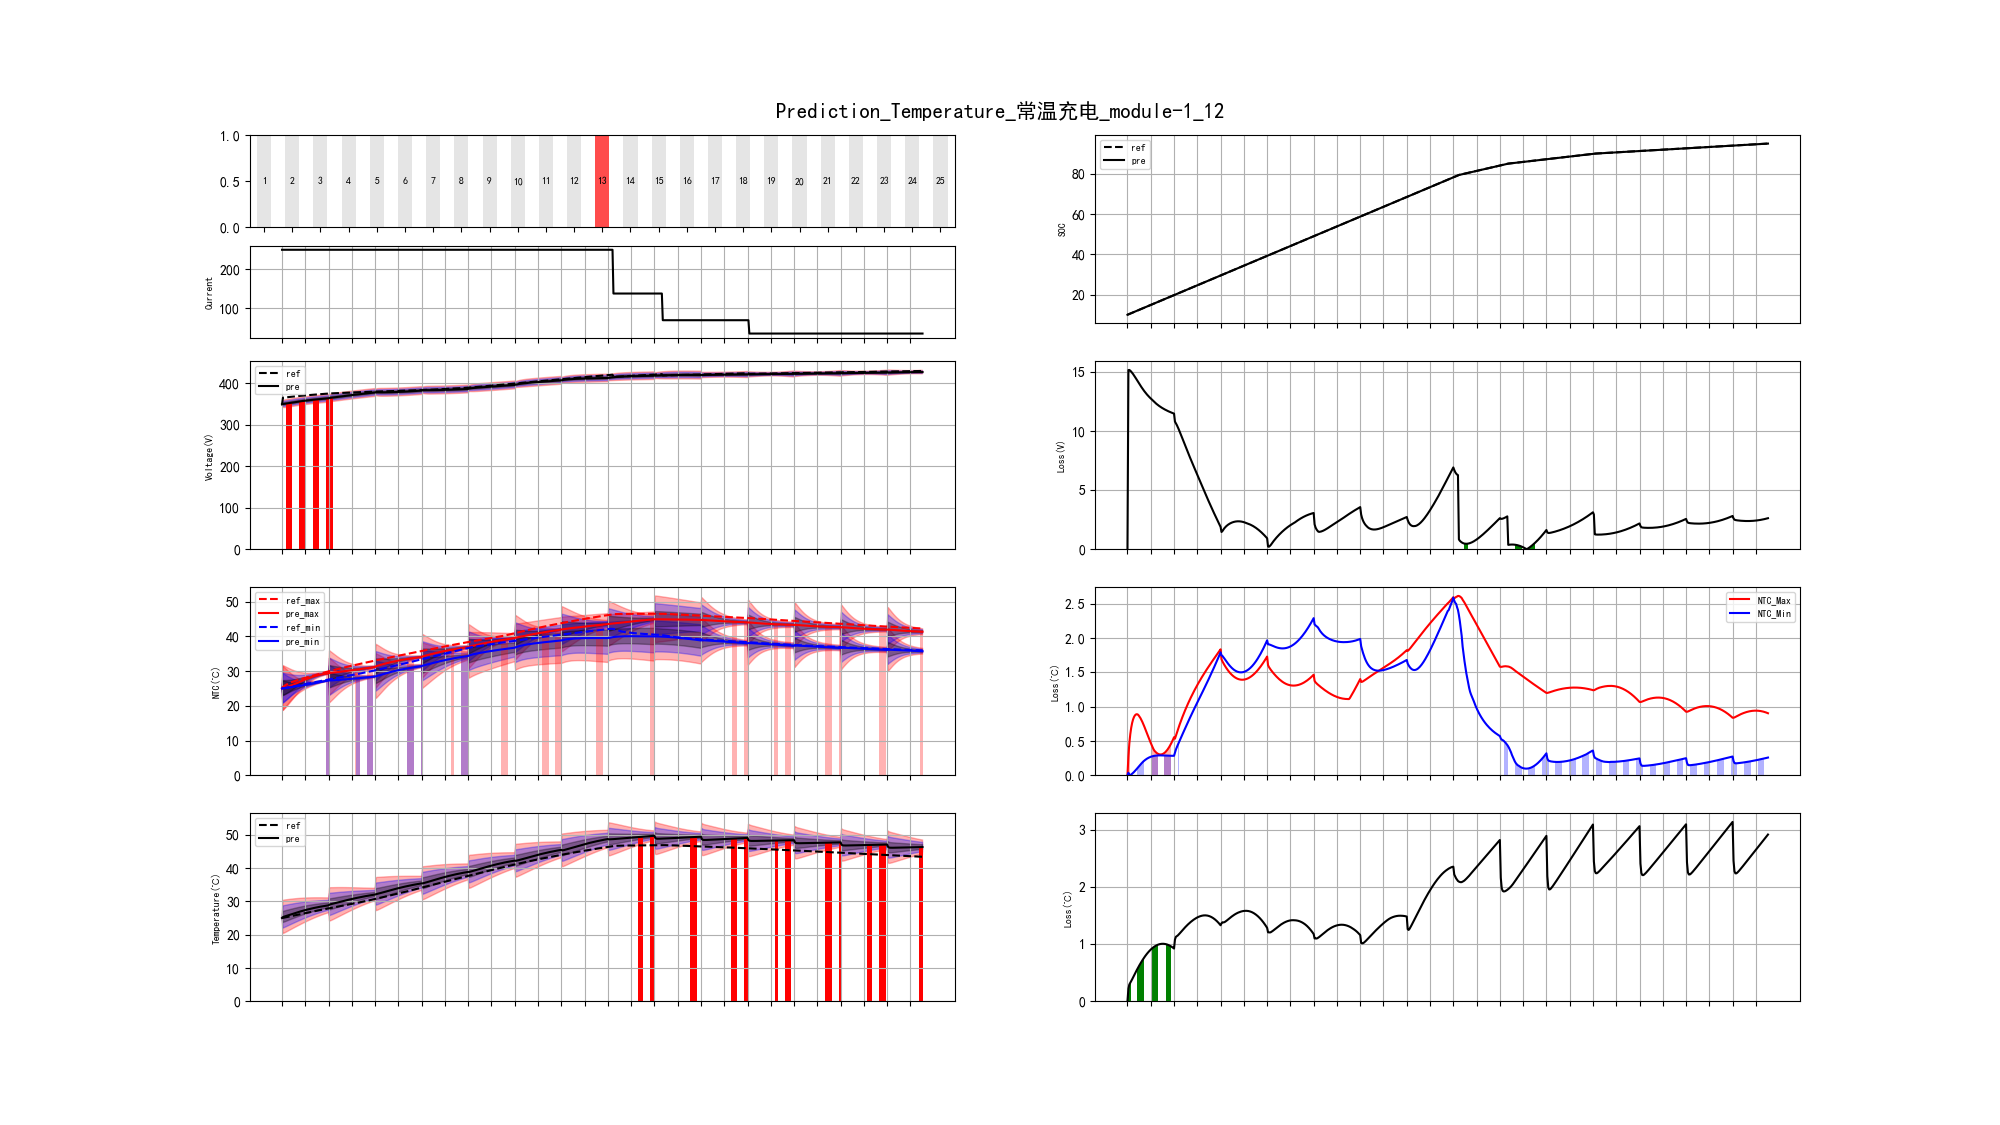 Prediction_Temperature_常温充电_module-1_12
1.0
0.5
0.0
1 2 3 4 5 6 7 8 9 10 11 12 13 14 15 16 17 18 19 20 21 22 23 24 25
Current
200
100
Voltage(V)
400
300
200
100
0
ref
pre
NTC(℃)
50
40
30
20
10
0
ref_max
pre_max
ref_min
pre_min
Temperature(℃)
50
40
30
20
10
0
ref
pre
SOC
80
60
40
20
ref
pre
Loss(V)
15
10
5
0
Loss(℃)
2.5
2.0
1.5
1.0
0.5
0.0
NTC_Max
NTC_Min
Loss(℃)
3
2
1
0